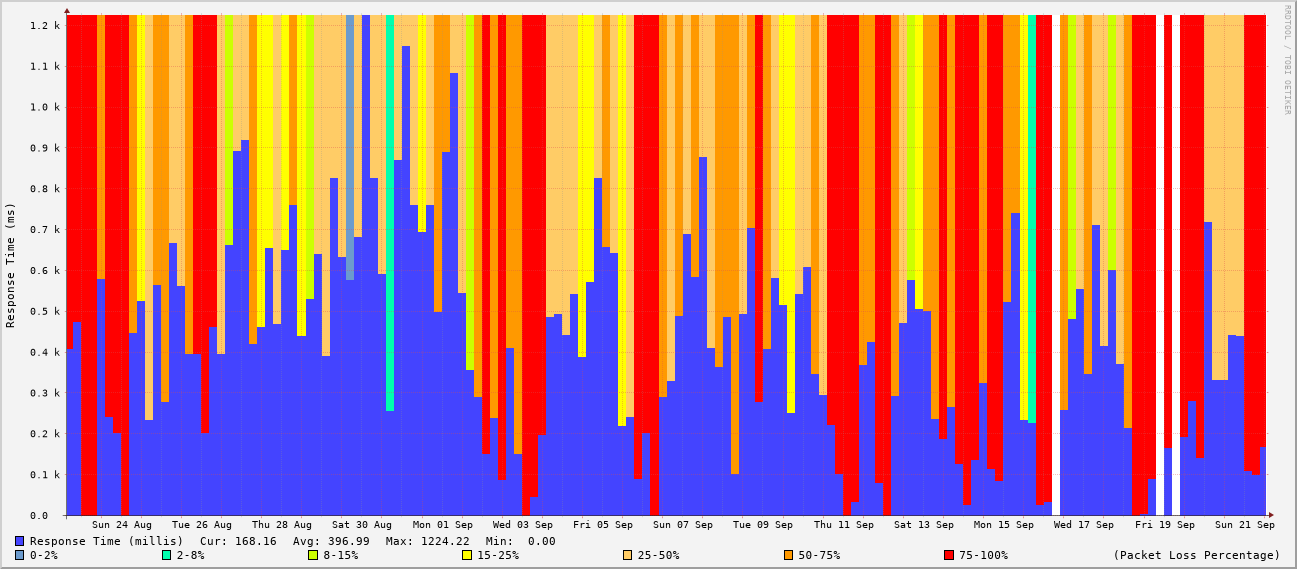 RRDTOOL / TOBI OETIKER
Response Time (ms)
1.2 k
1.1 k
1.0 k
0.9 k
0.8 k
0.7 k
0.6 k
0.5 k
0.4 k
0.3 k
0.2 k
0.1 k
0.0
Sun 24 Aug Tue 26 Aug Thu 28 Aug Sat 30 Aug Mon 01 Sep Wed 03 Sep Fri 05 Sep Sun 07 Sep Tue 09 Sep Thu 11 Sep Sat 13 Sep Mon 15 Sep Wed 17 Sep Fri 19 Sep Sun 21 Sep
Response Time (millis) Cur: 168.16 Avg: 396.99 Max: 1224.22 Min: 0.00
0-2% 2-8% 8-15% 15-25% 25-50% 50-75% 75-100% (Packet Loss Percentage)